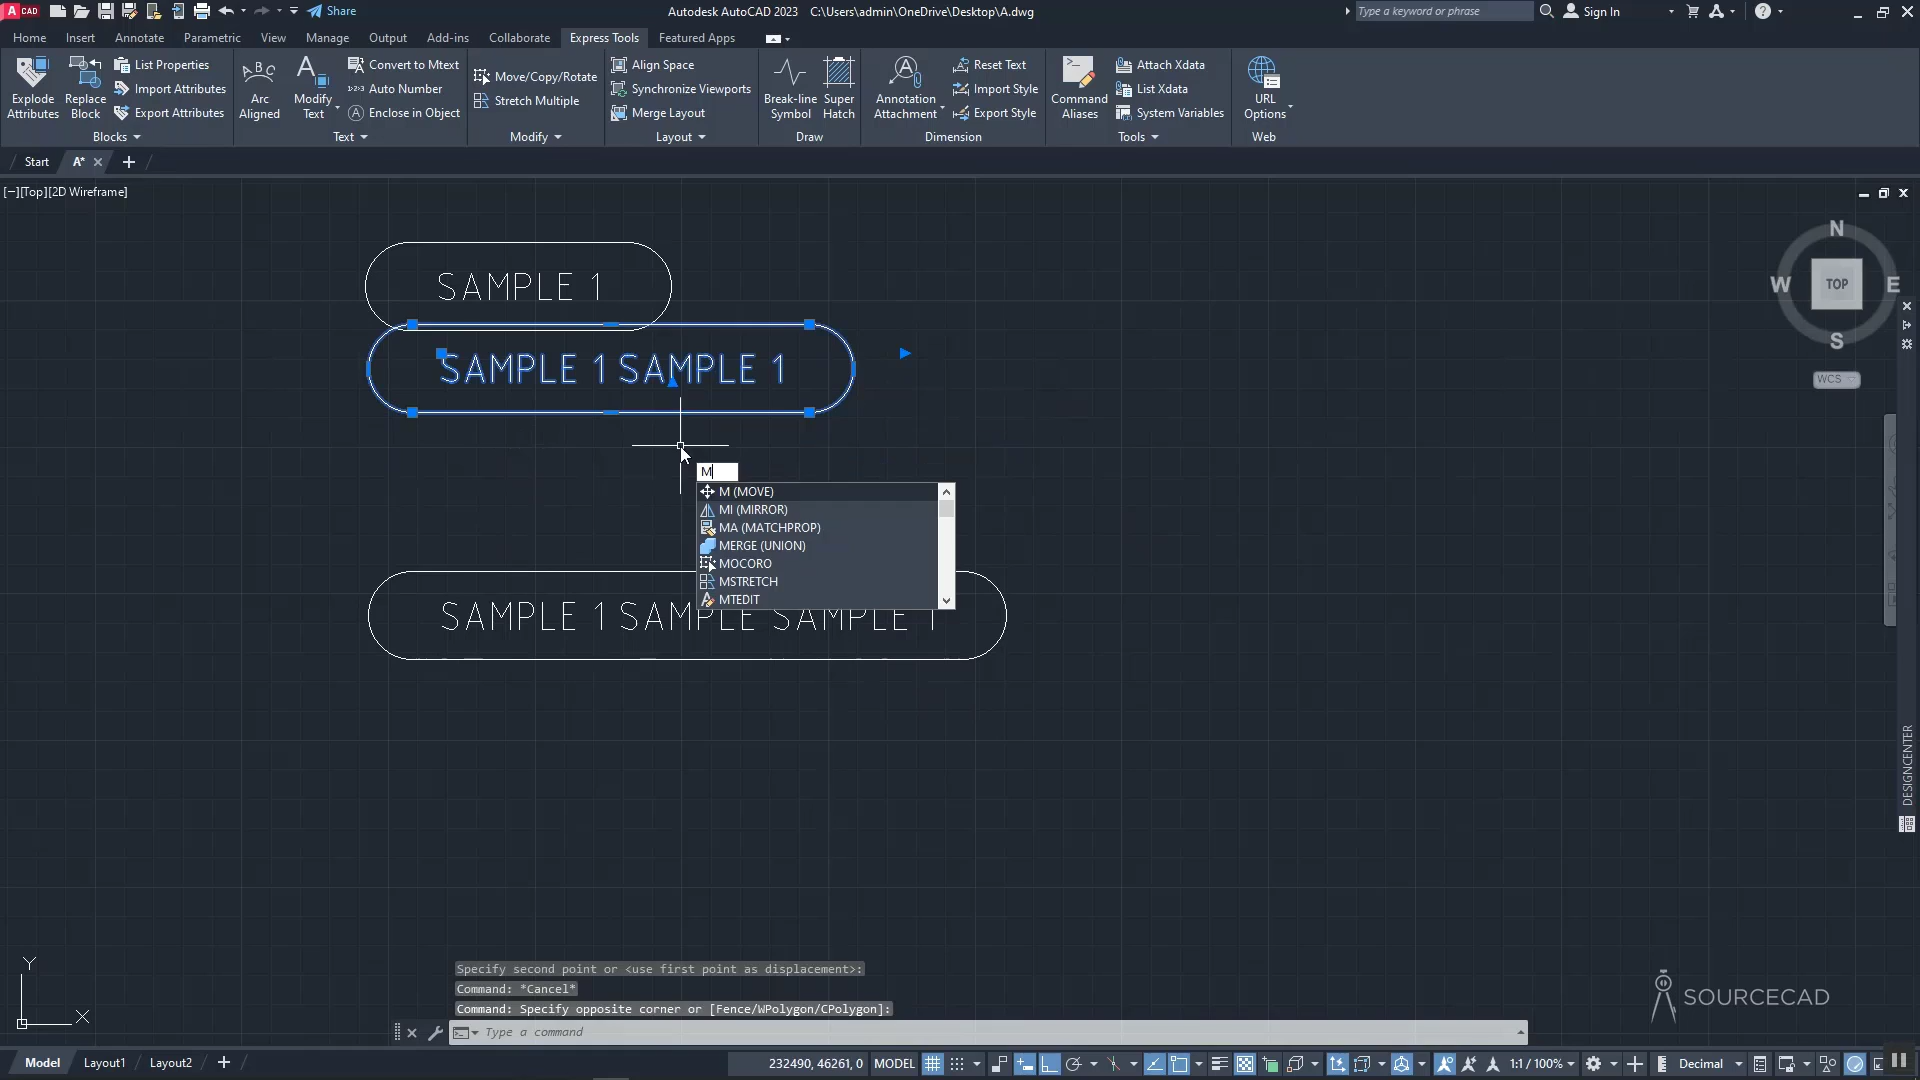 A CAD
Share
Autodesk AutoCAD 2023 C:\Users\admin\OneDrive\Desktop\A.dwg
Type a keyword or phrase
Sign In
Home Insert Annotate Parametric View Manage Output Add-ins Collaborate Express Tools Featured Apps
Explode Attributes
Replace Block
List Properties
Import Attributes
Export Attributes
Blocks
Arc Aligned
Modify Text
Convert to Mtext
Auto Number
Enclose in Object
Text
Move/Copy/Rotate
Stretch Multiple
Modify
Align Space
Synchronize Viewports
Merge Layout
Layout
Break-line Symbol
Super Hatch
Draw
Annotation Attachment
Reset Text
Import Style
Export Style
Dimension
Command Aliases
Attach Xdata
List Xdata
System Variables
Tools
URL Options
Web
Start A*
[−][Top][2D Wireframe]
N
W TOP E
S
WCS
SAMPLE 1
SAMPLE 1 SAMPLE 1
M
M (MOVE)
MI (MIRROR)
MA (MATCHPROP)
MERGE (UNION)
MOCORO
MSTRETCH
MTEDIT
SAMPLE 1 SAMPLE SAMPLE 1
DESIGNCENTER
Y
X
SOURCECAD
Specify second point or <use first point as displacement>:
Command: *Cancel*
Command: Specify opposite corner or [Fence/WPolygon/CPolygon]:
Type a command
Model Layout1 Layout2
232490, 46261, 0 MODEL
1:1 / 100%
Decimal